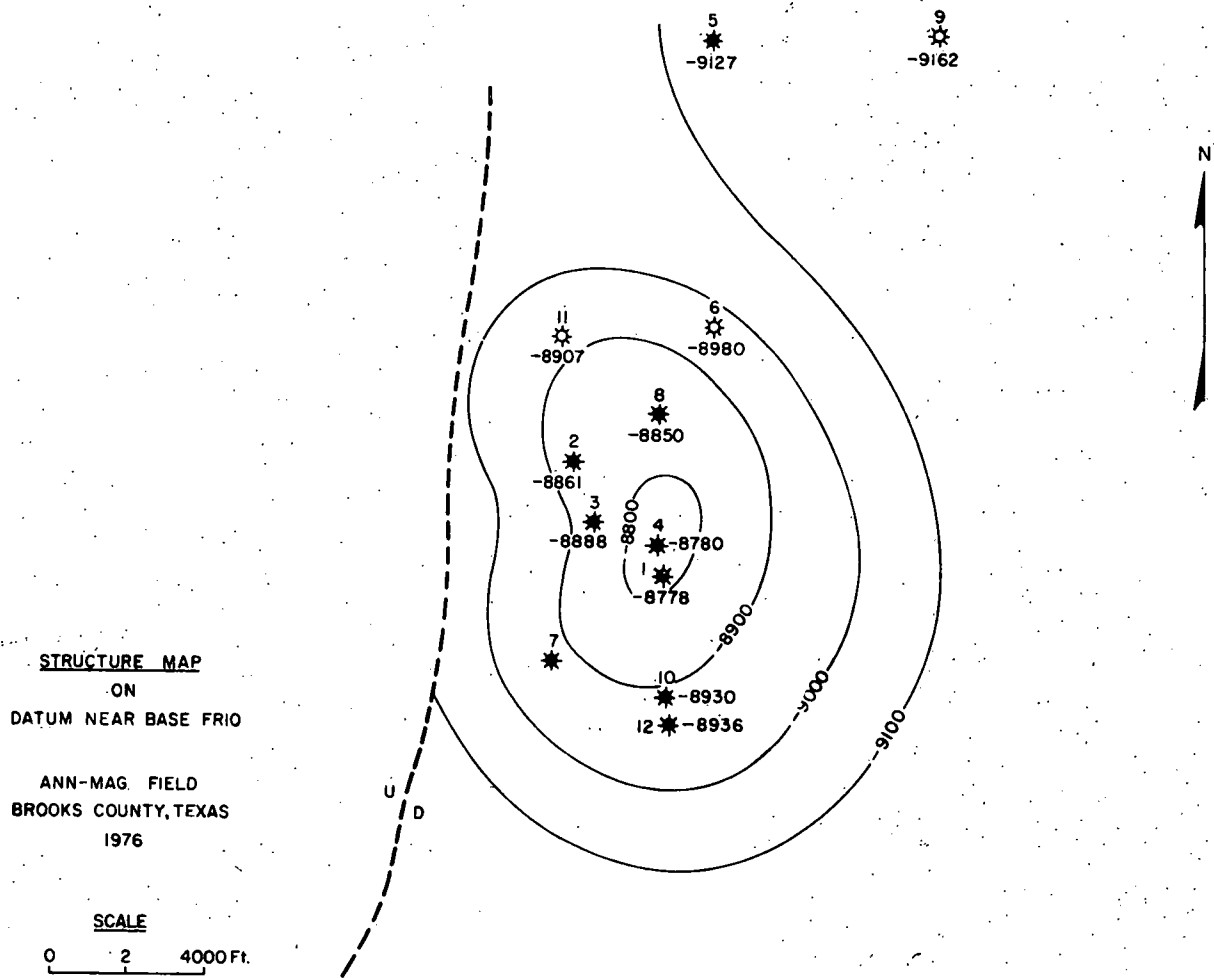 5
-9127
9
-9162
N
11
-8907
6
-8980
8
-8850
2
-8861
3
-8888
-8800
4
-8780
1
-8778
-8900
7
10
-8930
12
-8936
-9000
-9100
U
D
STRUCTURE MAP
ON
DATUM NEAR BASE FRIO
ANN-MAG. FIELD
BROOKS COUNTY, TEXAS
1976
SCALE
0 2 4000 Ft.